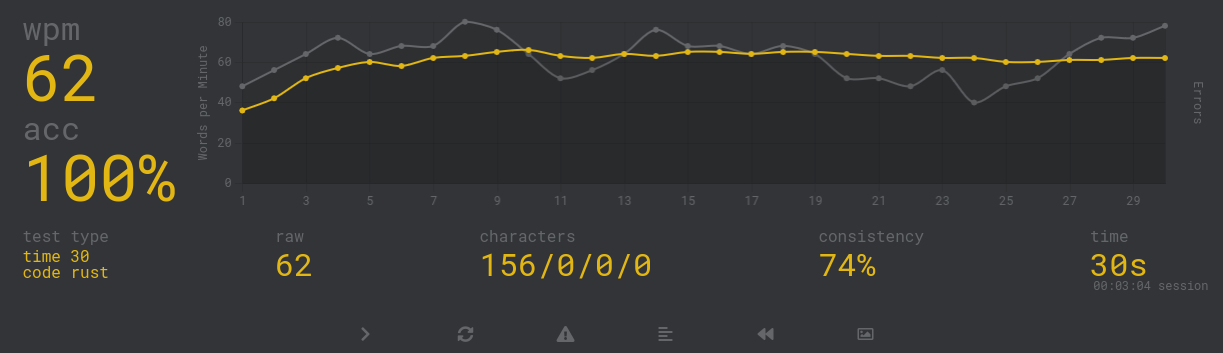 wpm
62
acc
100%
Words per Minute
80
60
40
20
0
1 3 5 7 9 11 13 15 17 19 21 23 25 27 29
Errors
test type
time 30
code rust
raw
62
characters
156/0/0/0
consistency
74%
time
30s
00:03:04 session